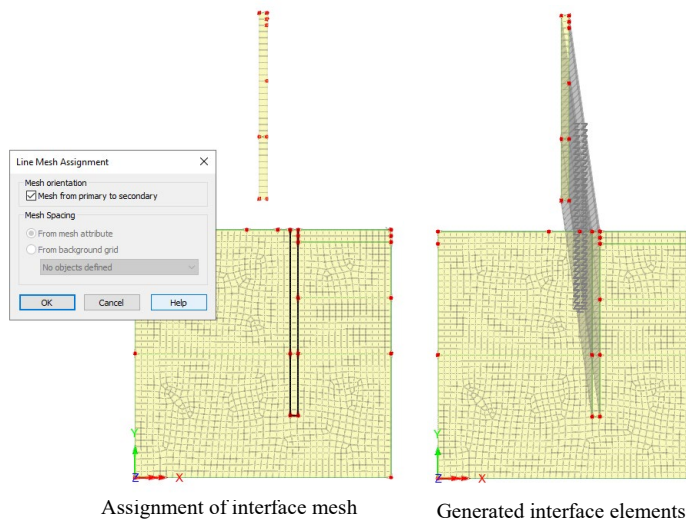 Line Mesh Assignment
Mesh orientation
Mesh from primary to secondary
Mesh Spacing
From mesh attribute
From background grid
No objects defined
OK Cancel Help
Y
Z X
Y
Z X
Assignment of interface mesh
Generated interface elements